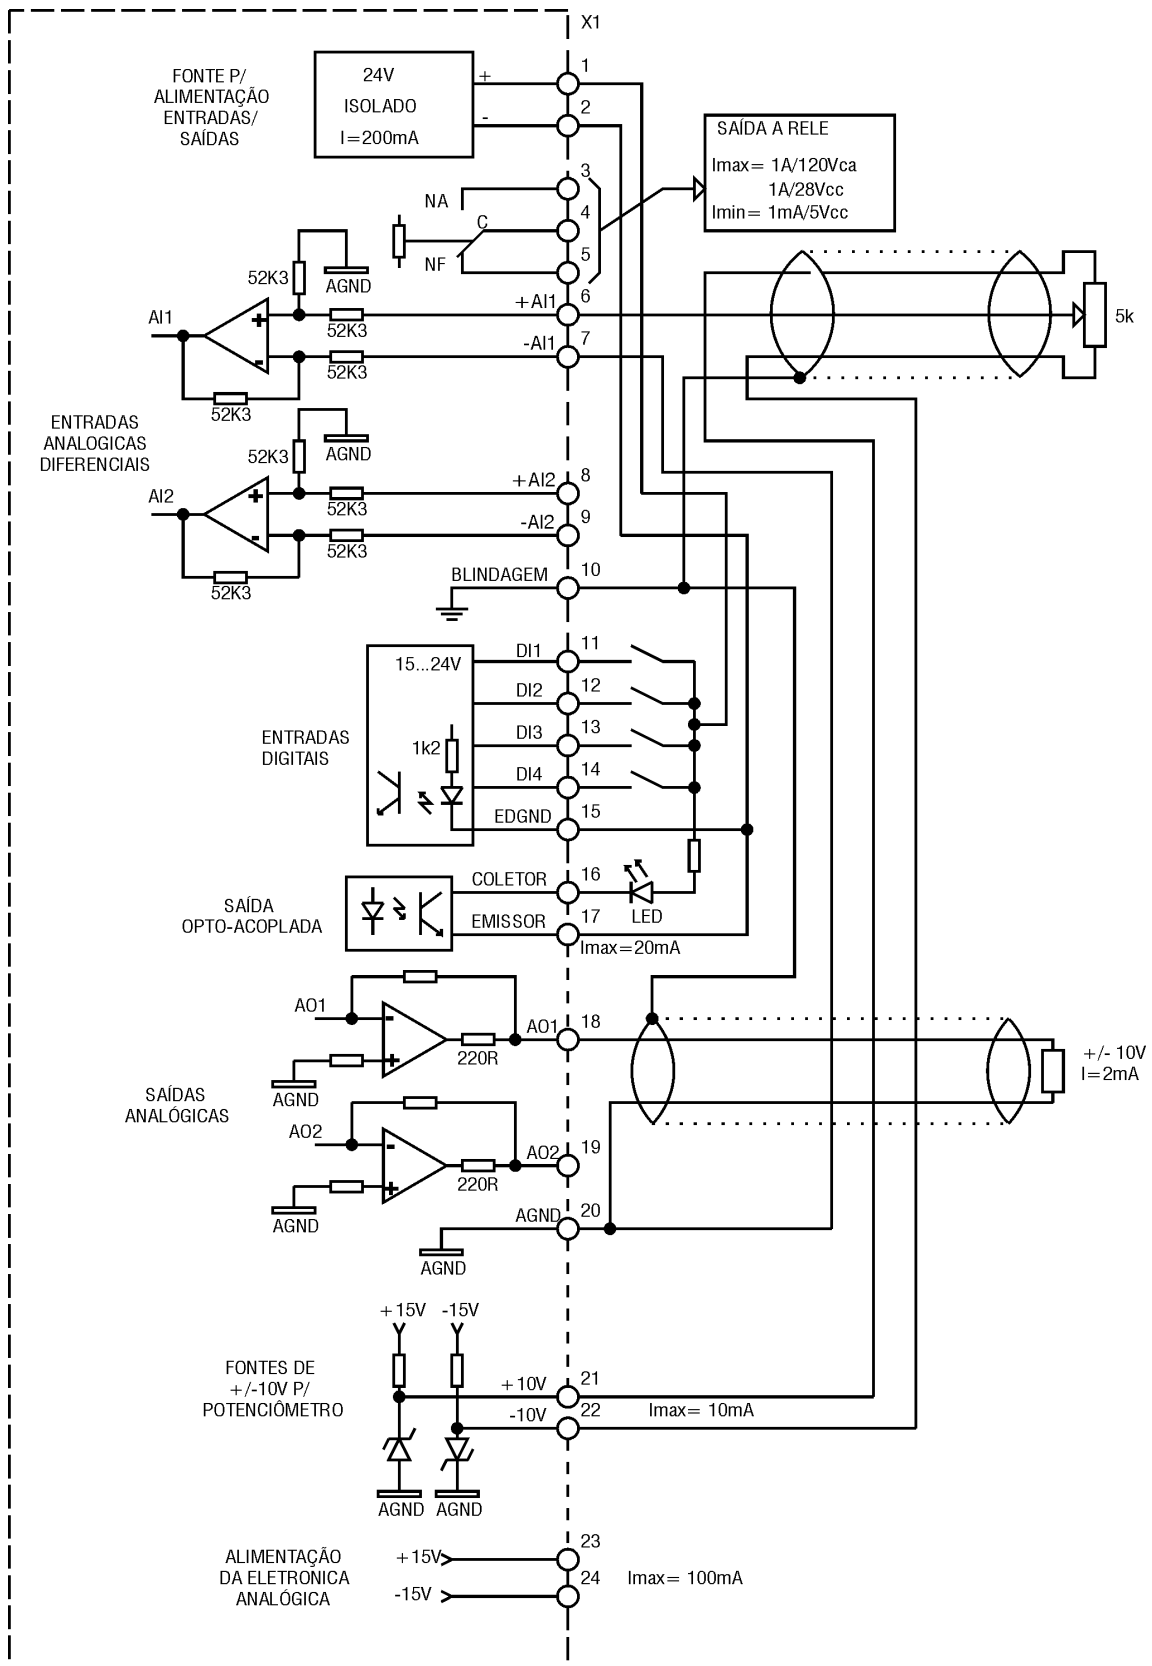 X1
FONTE P/
ALIMENTAÇÃO
ENTRADAS/
SAÍDAS
24V
ISOLADO
I=200mA
+
-
1
2
SAÍDA A RELE
Imax= 1A/120Vca
1A/28Vcc
Imin= 1mA/5Vcc
NA
C
NF
3
4
5
52K3
AGND
AI1
+
-
52K3
52K3
52K3
+AI1
-AI1
6
7
5k
ENTRADAS
ANALOGICAS
DIFERENCIAIS
52K3
AGND
AI2
+
-
52K3
52K3
52K3
+AI2
-AI2
8
9
BLINDAGEM
10
ENTRADAS
DIGITAIS
15...24V
1k2
DI1
11
DI2
12
DI3
13
DI4
14
EDGND
15
SAÍDA
OPTO-ACOPLADA
COLETOR
16
LED
EMISSOR
17
Imax=20mA
SAÍDAS
ANALÓGICAS
AO1
-
+
220R
AO1
18
AGND
+/- 10V
I=2mA
AO2
-
+
220R
AO2
19
AGND
AGND
20
AGND
+15V
-15V
FONTES DE
+/-10V P/
POTENCIÔMETRO
+10V
21
-10V
22
Imax= 10mA
AGND
AGND
ALIMENTAÇÃO
DA ELETRONICA
ANALÓGICA
+15V
23
-15V
24
Imax= 100mA